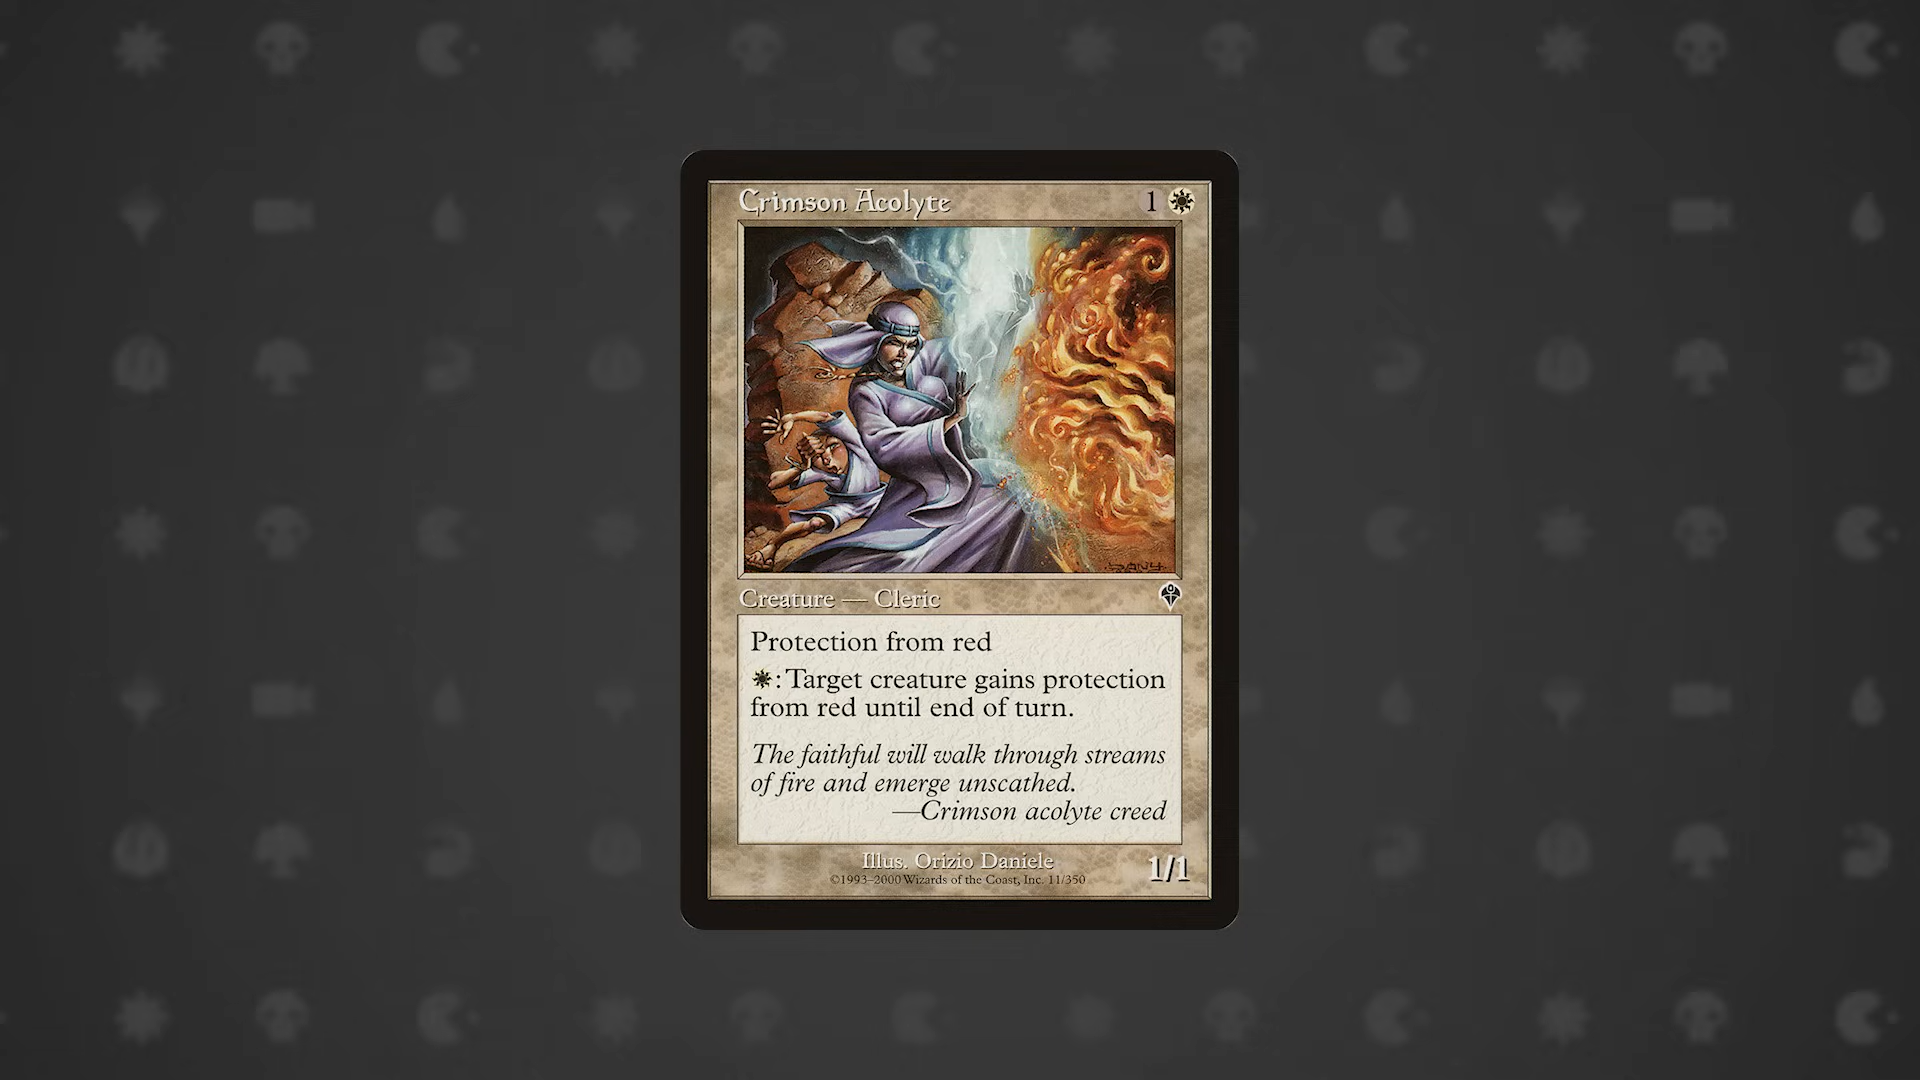 Crimson Acolyte 1
Creature — Cleric
Protection from red
: Target creature gains protection
from red until end of turn.
The faithful will walk through streams
of fire and emerge unscathed.
—Crimson acolyte creed
Illus. Orizio Daniele
©1993–2000 Wizards of the Coast, Inc. 11/350
1/1